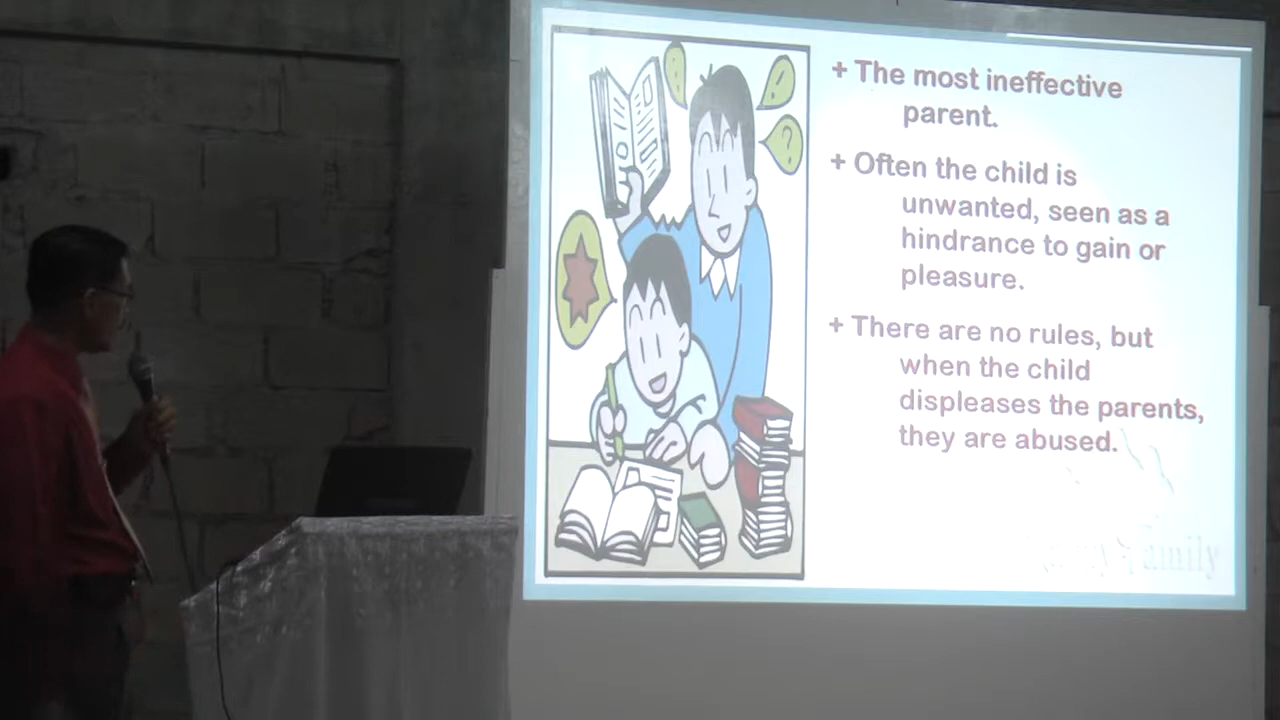 + The most ineffective
parent.
+ Often the child is
unwanted, seen as a
hindrance to gain or
pleasure.
+ There are no rules, but
when the child
displeases the parents,
they are abused.
Family